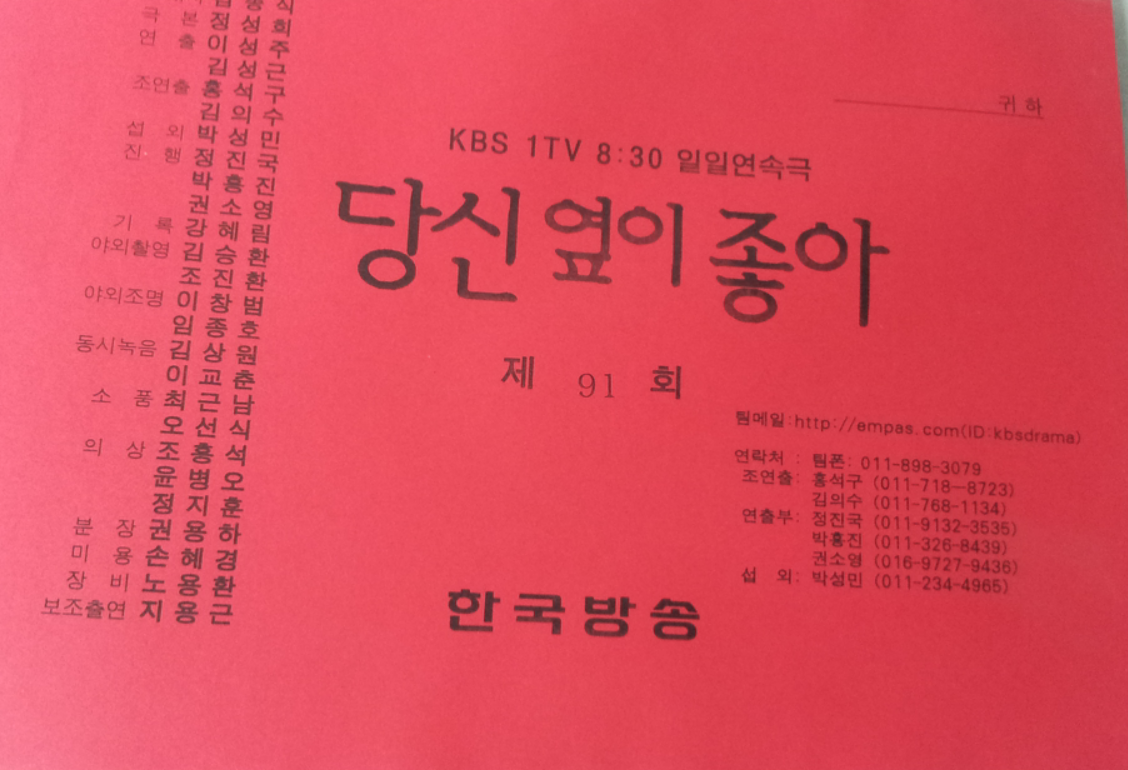 극 본 정 성 희
연 출 이 성 주
김 성 근
조연출 홍 석 구
김 의 수
섭 외 박 성 민
진 행 정 진 국
박 홍 진
권 소 영
기 록 강 혜 림
야외촬영 김 승 환
조 진 환
야외조명 이 창 범
임 종 호
동시녹음 김 상 원
이 교 춘
소 품 최 근 남
오 선 식
의 상 조 흥 석
윤 병 오
정 지 훈
분 장 권 용 하
미 용 손 혜 경
장 비 노 용 환
보조출연 지 용 근
귀 하
KBS 1TV 8:30 일일연속극
당신 옆이 좋아
제 91 회
팀메일:http://empas.com(ID:kbsdrama)
연락처 : 팀폰: 011-898-3079
조연출: 홍석구 (011-718--8723)
김의수 (011-768-1134)
연출부: 정진국 (011-9132-3535)
박홍진 (011-326-8439)
권소영 (016-9727-9436)
섭 외: 박성민 (011-234-4965)
한국방송